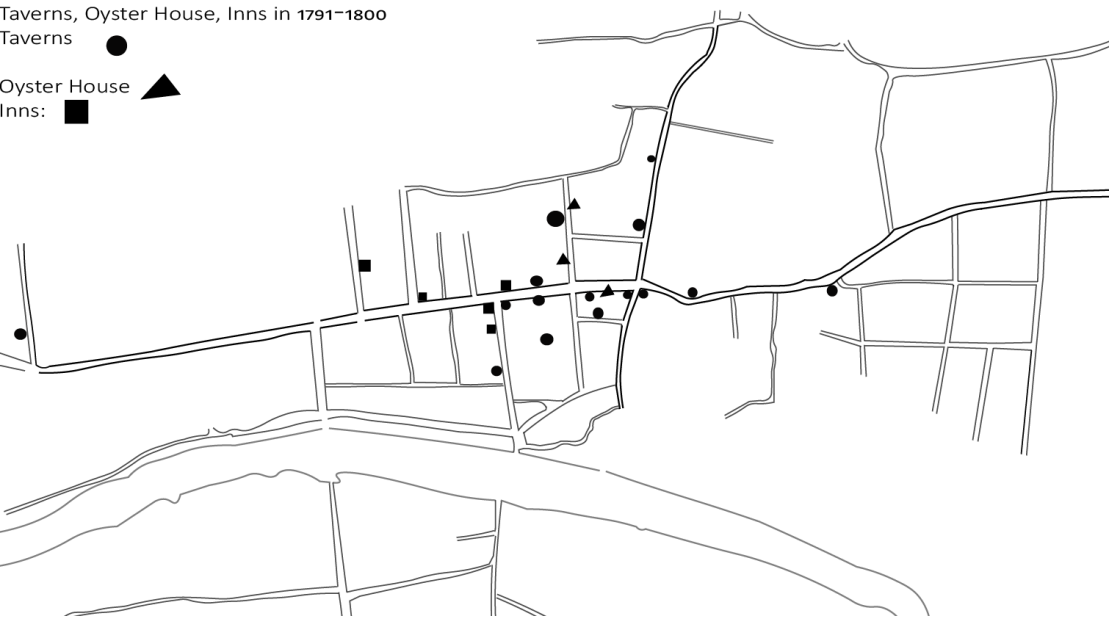 Taverns, Oyster House, Inns in 1791–1800
Taverns
Oyster House
Inns: